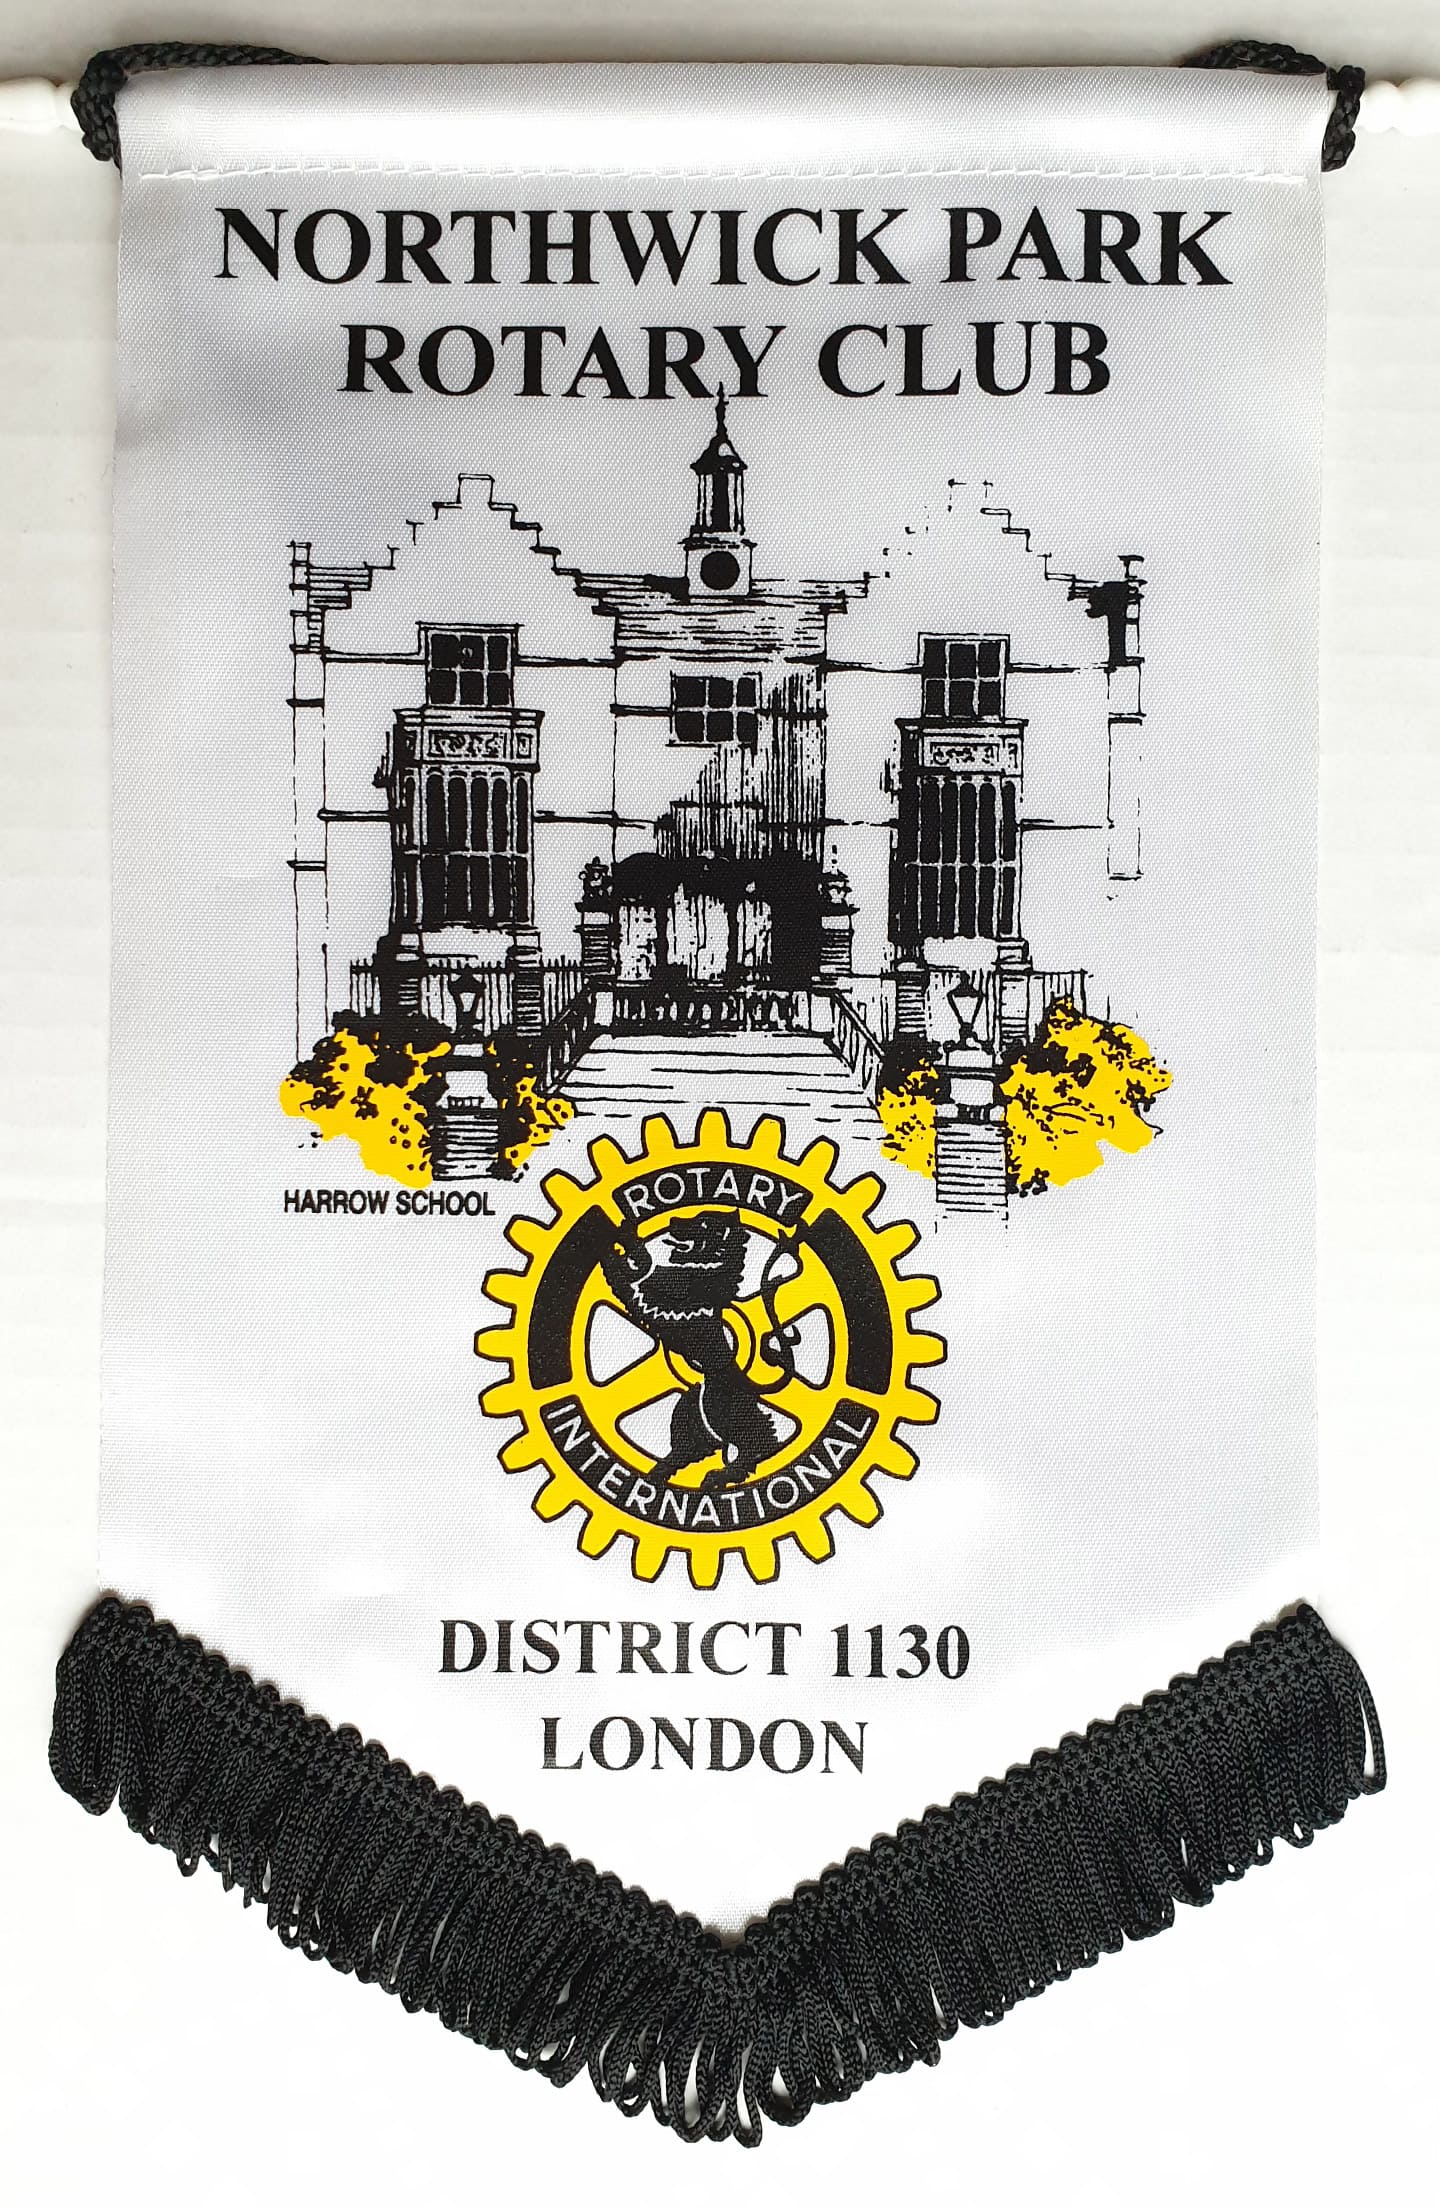 NORTHWICK PARK
ROTARY CLUB
HARROW SCHOOL
ROTARY
INTERNATIONAL
DISTRICT 1130
LONDON